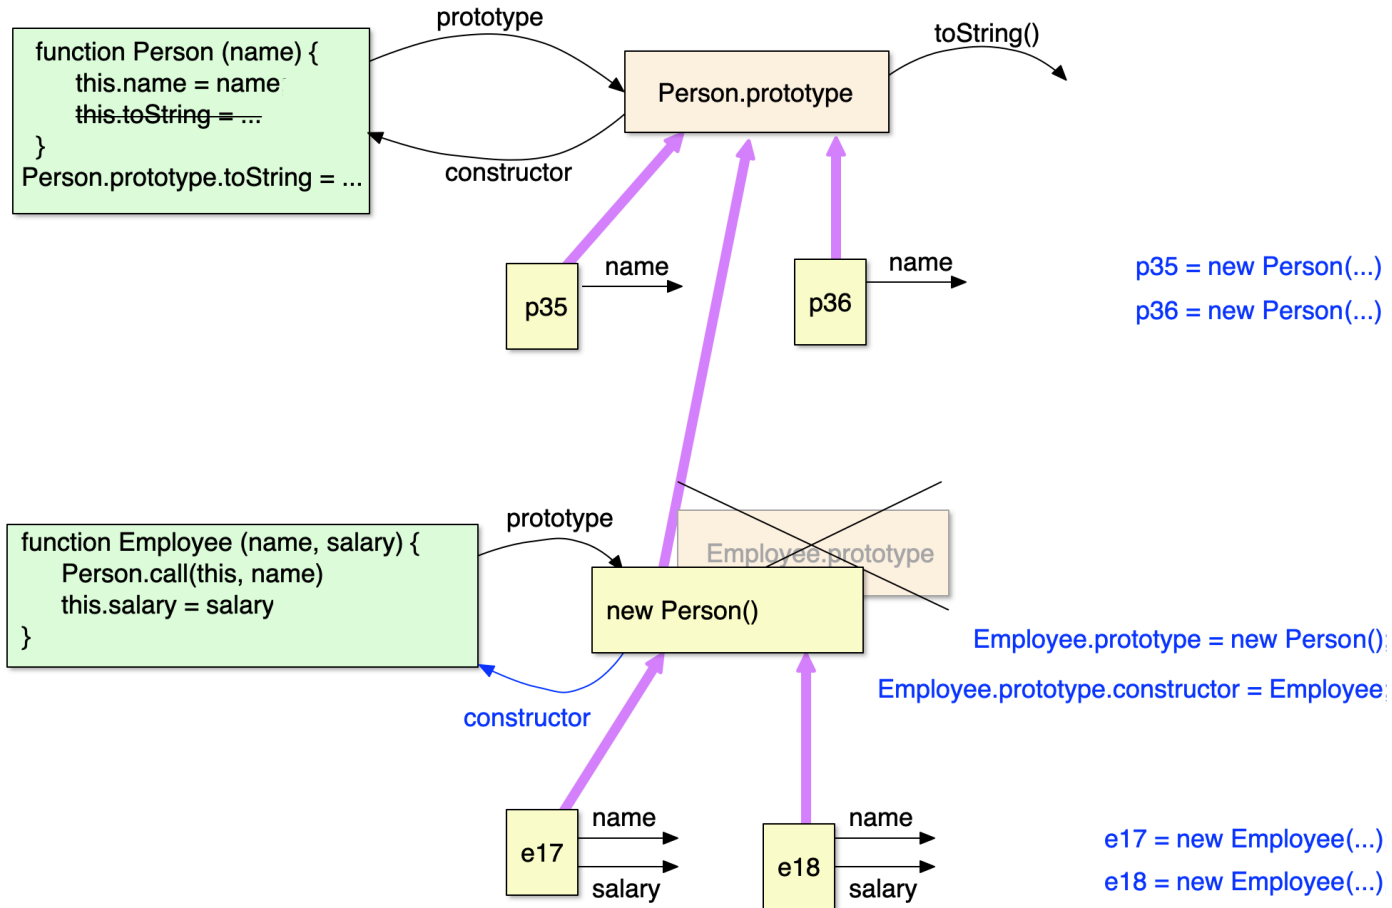 prototype
toString()
function Person (name) {
this.name = name
this.toString = ...
}
Person.prototype.toString = ...
Person.prototype
constructor
name
name
p35
p36
p35 = new Person(...)
p36 = new Person(...)
prototype
function Employee (name, salary) {
Person.call(this, name)
this.salary = salary
}
Employee.prototype
new Person()
Employee.prototype = new Person();
Employee.prototype.constructor = Employee;
constructor
name
e17
salary
name
e18
salary
e17 = new Employee(...)
e18 = new Employee(...)